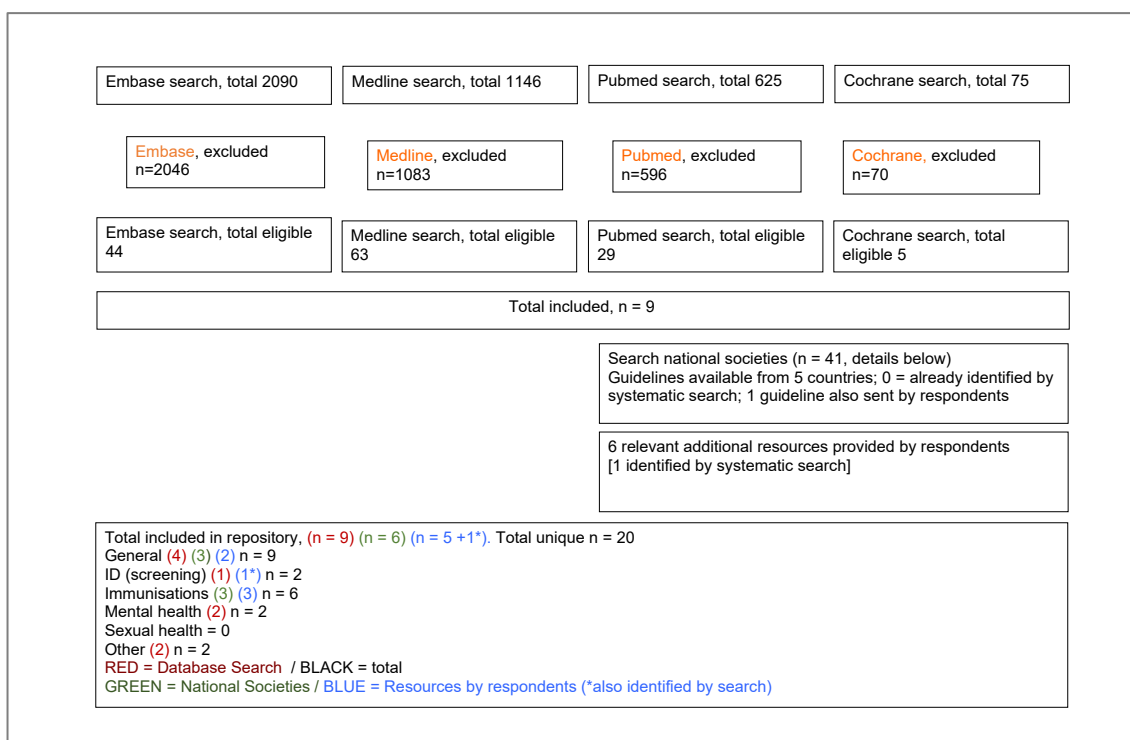 Embase search, total 2090
Medline search, total 1146
Pubmed search, total 625
Cochrane search, total 75
Embase, excluded
n=2046
Medline, excluded
n=1083
Pubmed, excluded
n=596
Cochrane, excluded
n=70
Embase search, total eligible
44
Medline search, total eligible
63
Pubmed search, total eligible
29
Cochrane search, total
eligible 5
Total included, n = 9
Search national societies (n = 41, details below)
Guidelines available from 5 countries; 0 = already identified by
systematic search; 1 guideline also sent by respondents
6 relevant additional resources provided by respondents
[1 identified by systematic search]
Total included in repository, (n = 9) (n = 6) (n = 5 +1*). Total unique n = 20
General (4) (3) (2) n = 9
ID (screening) (1) (1*) n = 2
Immunisations (3) (3) n = 6
Mental health (2) n = 2
Sexual health = 0
Other (2) n = 2
RED = Database Search / BLACK = total
GREEN = National Societies / BLUE = Resources by respondents (*also identified by search)